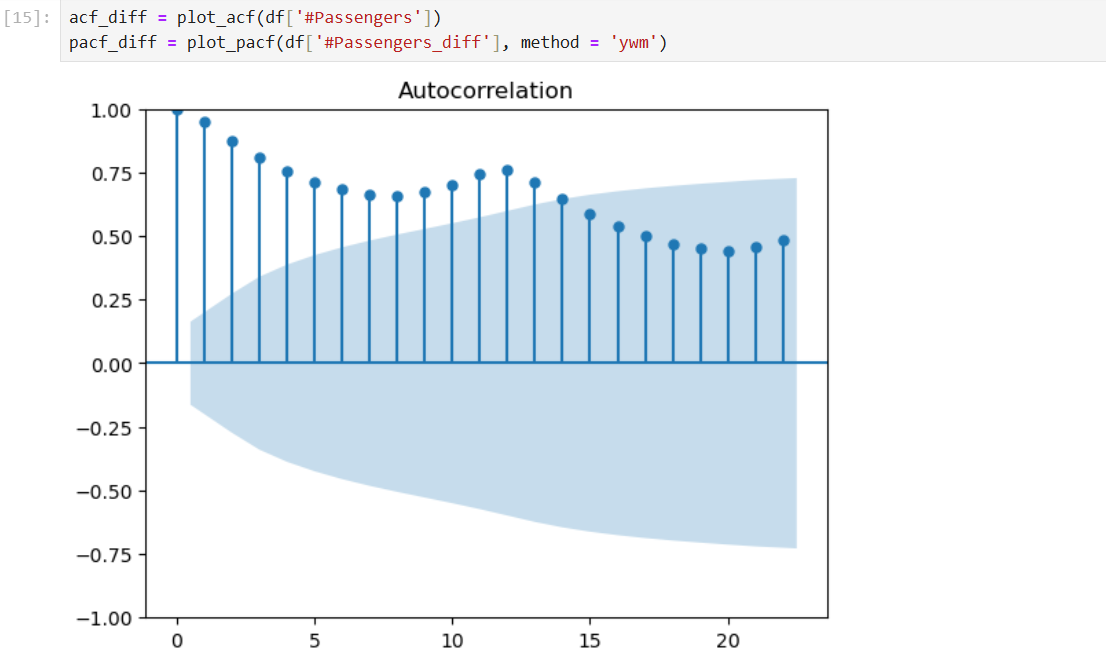 [15]: acf_diff = plot_acf(df['#Passengers'])
pacf_diff = plot_pacf(df['#Passengers_diff'], method = 'ywm')
Autocorrelation
1.00
0.75
0.50
0.25
0.00
−0.25
−0.50
−0.75
−1.00
0 5 10 15 20